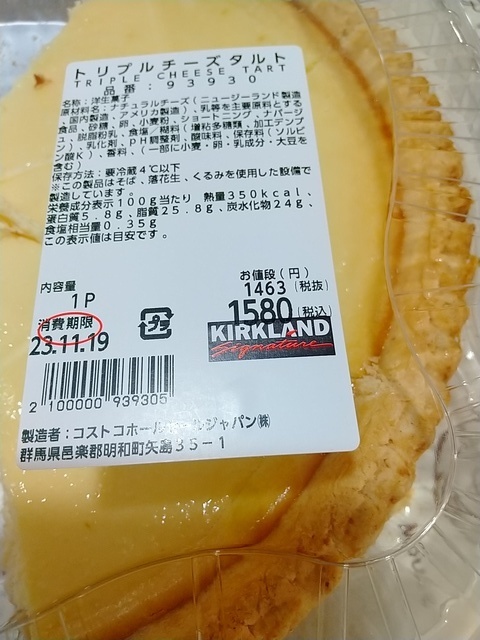 トリプルチーズタルト
TRIPLE CHEESE TART
品番：93930
名称：洋生菓子
原材料名：ナチュラルチーズ（ニュージーランド製造
、国内製造、アメリカ製造）、乳等を主要原料とする
食品、砂糖、卵、小麦粉、ショートニング、ナパージュ
、脱脂粉乳、食塩／糊料（増粘多糖類、加工デンプ
ン）、乳化剤、pH調整剤、酸味料、保存料（ソルビ
ン酸K）、香料、（一部に小麦・卵・乳成分・大豆を
含む）
保存方法：要冷蔵4℃以下
※この製品はそば、落花生、くるみを使用した設備で
製造しています。
栄養成分表示100g当たり　熱量350kcal、
蛋白質5.8g、脂質25.8g、炭水化物24g、
食塩相当量0.35g
この表示値は目安です。
内容量
1P
お値段（円）
1463（税抜）
1580（税込）
消費期限
23.11.19
プラ
KIRKLAND
Signature
2 100000 939305
製造者：コストコホールセールジャパン㈱
群馬県邑楽郡明和町矢島35-1